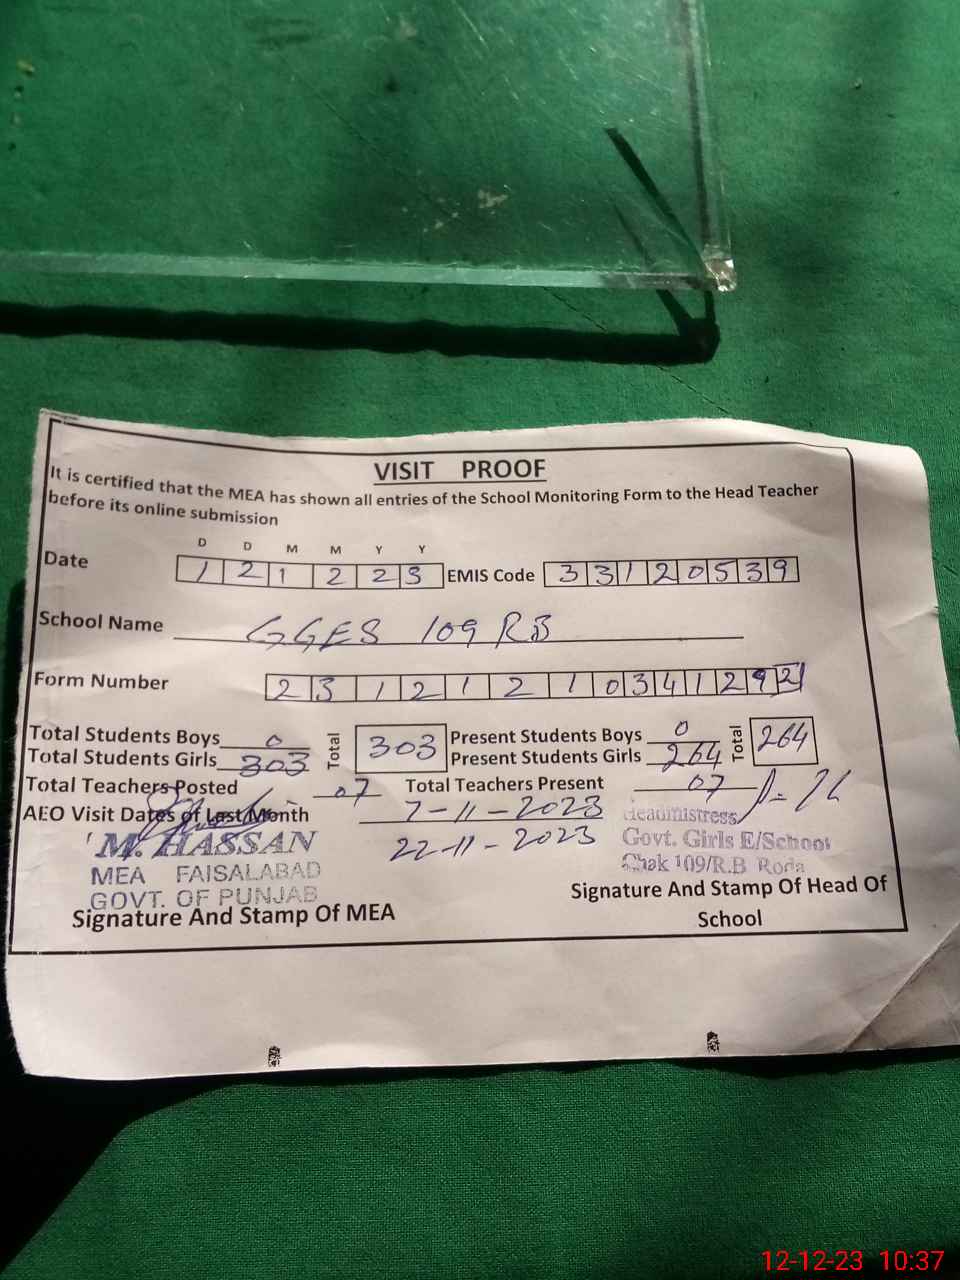 VISIT PROOF
It is certified that the MEA has shown all entries of the School Monitoring Form to the Head Teacher
before its online submission
D D M M Y Y
Date 1 2 1 2 2 3 EMIS Code 3 3 1 2 0 5 3 9
School Name GGES 109 RB
Form Number 2 3 1 2 1 2 1 0 3 4 1 2 9 2
Total Students Boys 0 Total 303 Present Students Boys 0 Total 264
Total Students Girls 303 Present Students Girls 264
Total Teachers Posted 07 Total Teachers Present 07
AEO Visit Dates of Last Month 7-11-2023
22-11-2023
M. HASSAN
MEA FAISALABAD
GOVT. OF PUNJAB
Signature And Stamp Of MEA
Headmistress
Govt. Girls E/School
Chak 109/R.B Roda
Signature And Stamp Of Head Of
School
12-12-23 10:37